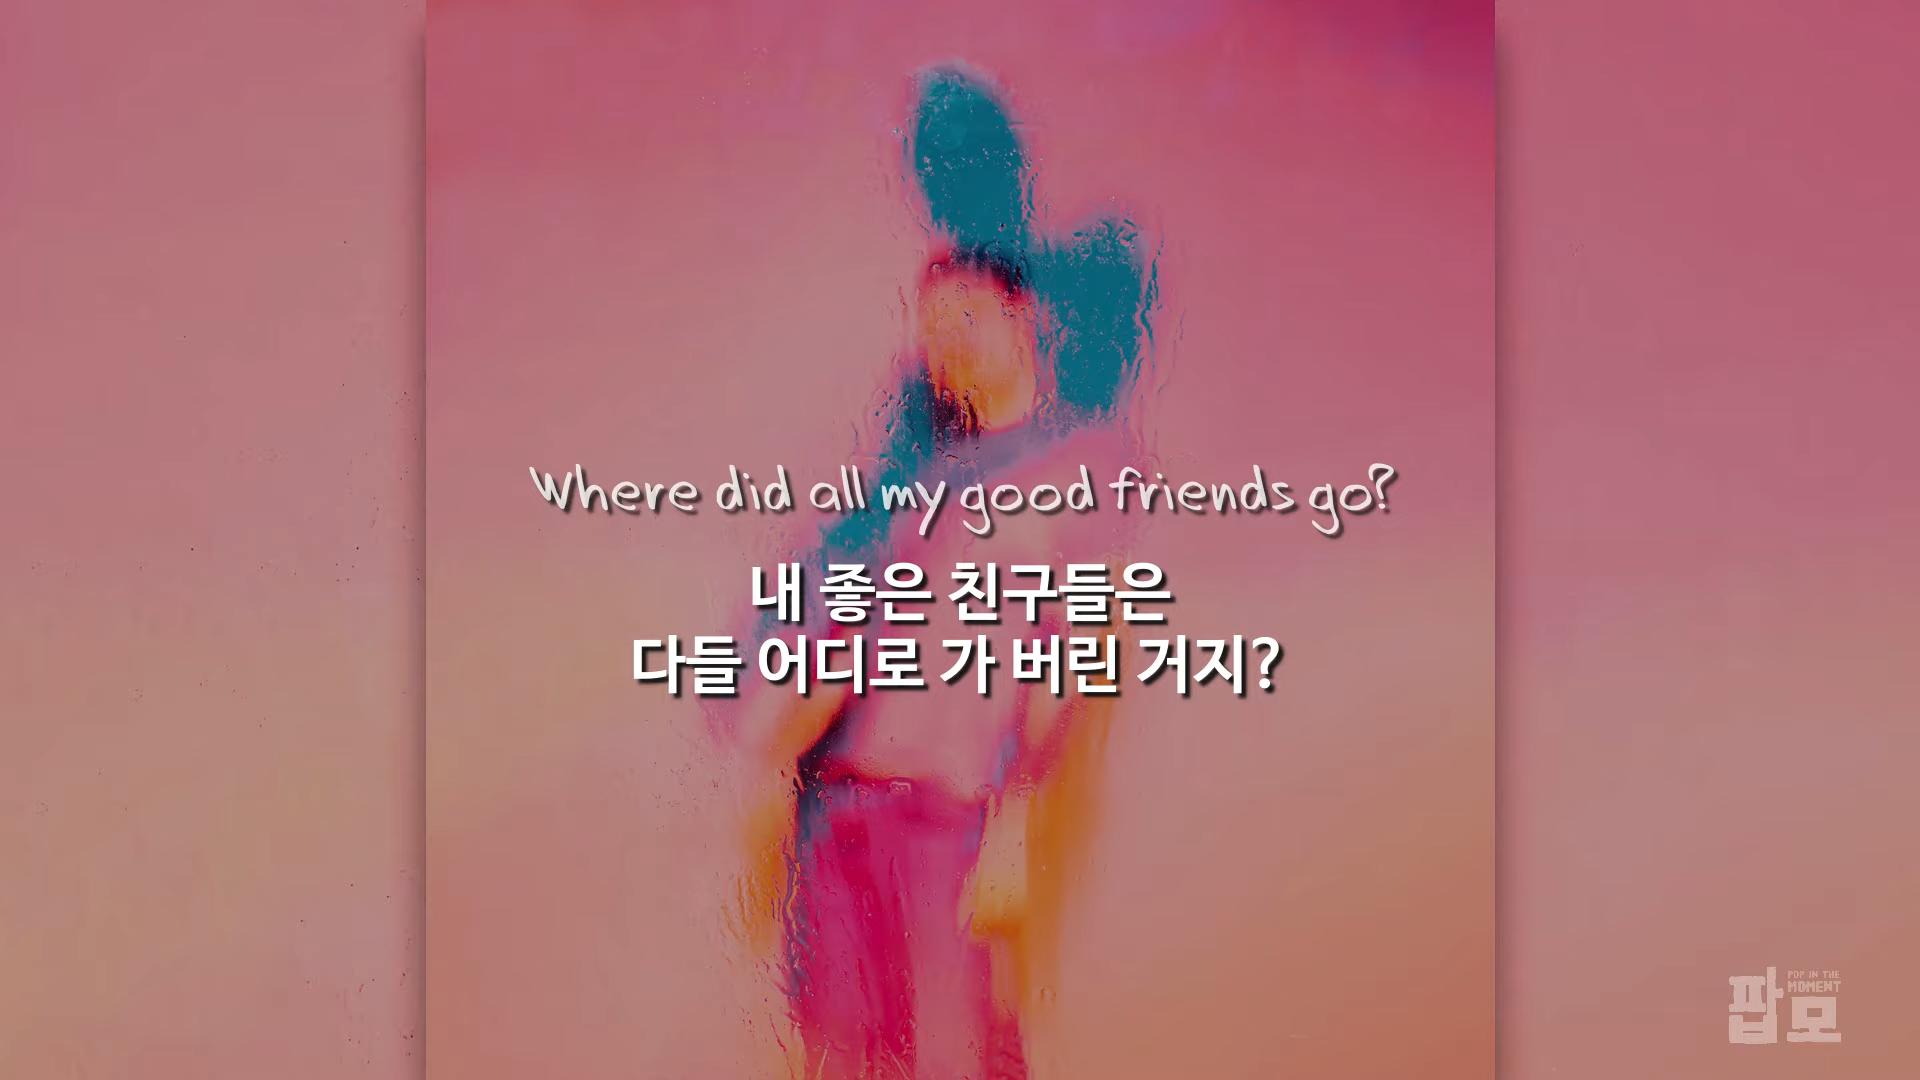 Where did all my good friends go?
내 좋은 친구들은
다들 어디로 가 버린 거지?
팝모
POP IN THE
MOMENT